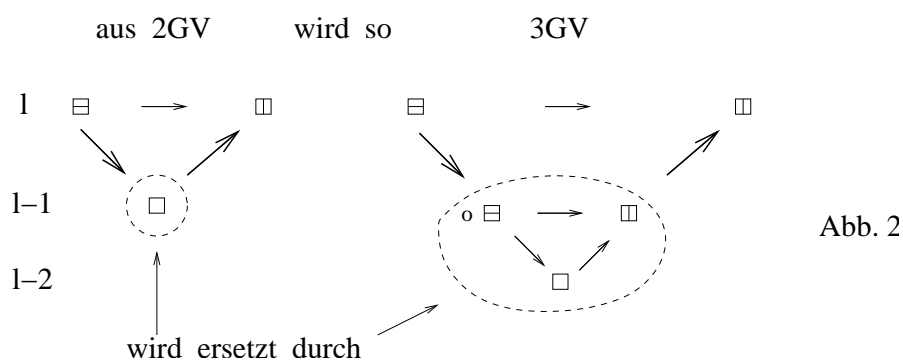 aus 2GV wird so 3GV
l
l–1
o
Abb. 2
l–2
wird ersetzt durch